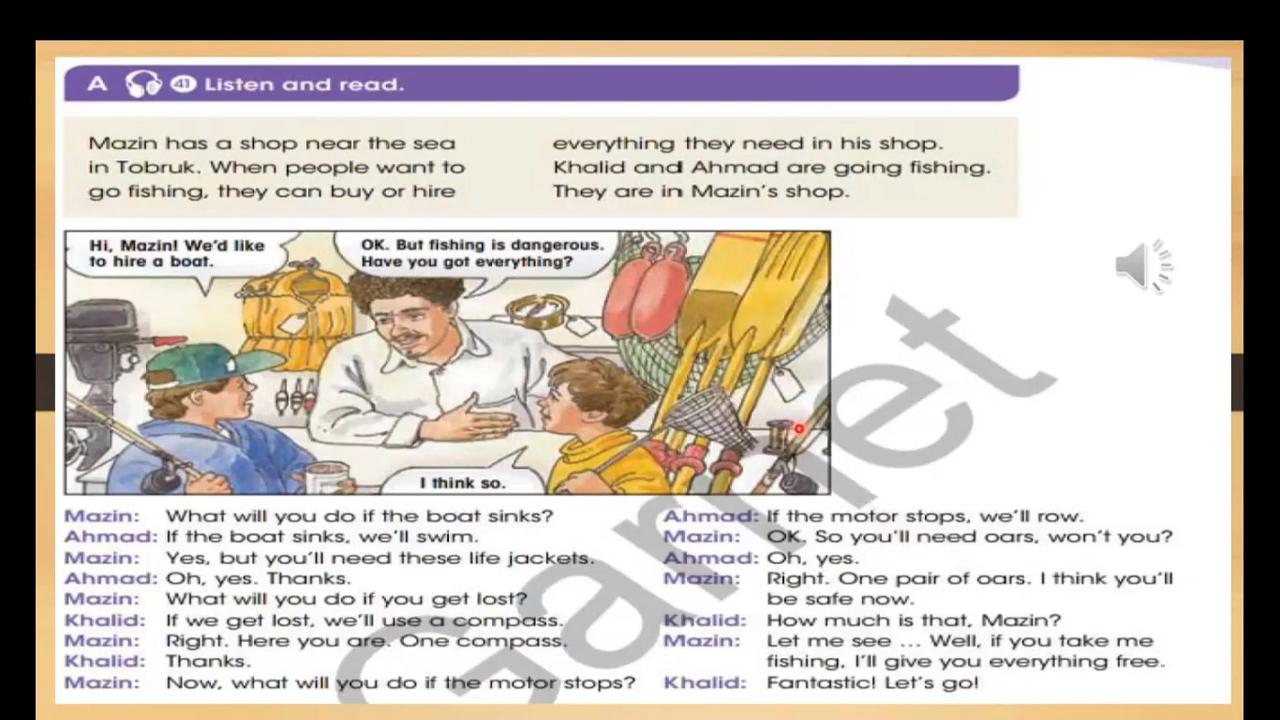 A 41 Listen and read.
Mazin has a shop near the sea
in Tobruk. When people want to
go fishing, they can buy or hire
everything they need in his shop.
Khalid and Ahmad are going fishing.
They are in Mazin's shop.
Hi, Mazin! We'd like
to hire a boat.
OK. But fishing is dangerous.
Have you got everything?
I think so.
Mazin: What will you do if the boat sinks?
Ahmad: If the boat sinks, we'll swim.
Mazin: Yes, but you'll need these life jackets.
Ahmad: Oh, yes. Thanks.
Mazin: What will you do if you get lost?
Khalid: If we get lost, we'll use a compass.
Mazin: Right. Here you are. One compass.
Khalid: Thanks.
Mazin: Now, what will you do if the motor stops?
Ahmad: If the motor stops, we'll row.
Mazin: OK. So you'll need oars, won't you?
Ahmad: Oh, yes.
Mazin: Right. One pair of oars. I think you'll
be safe now.
Khalid: How much is that, Mazin?
Mazin: Let me see ... Well, if you take me
fishing, I'll give you everything free.
Khalid: Fantastic! Let's go!
Garnet